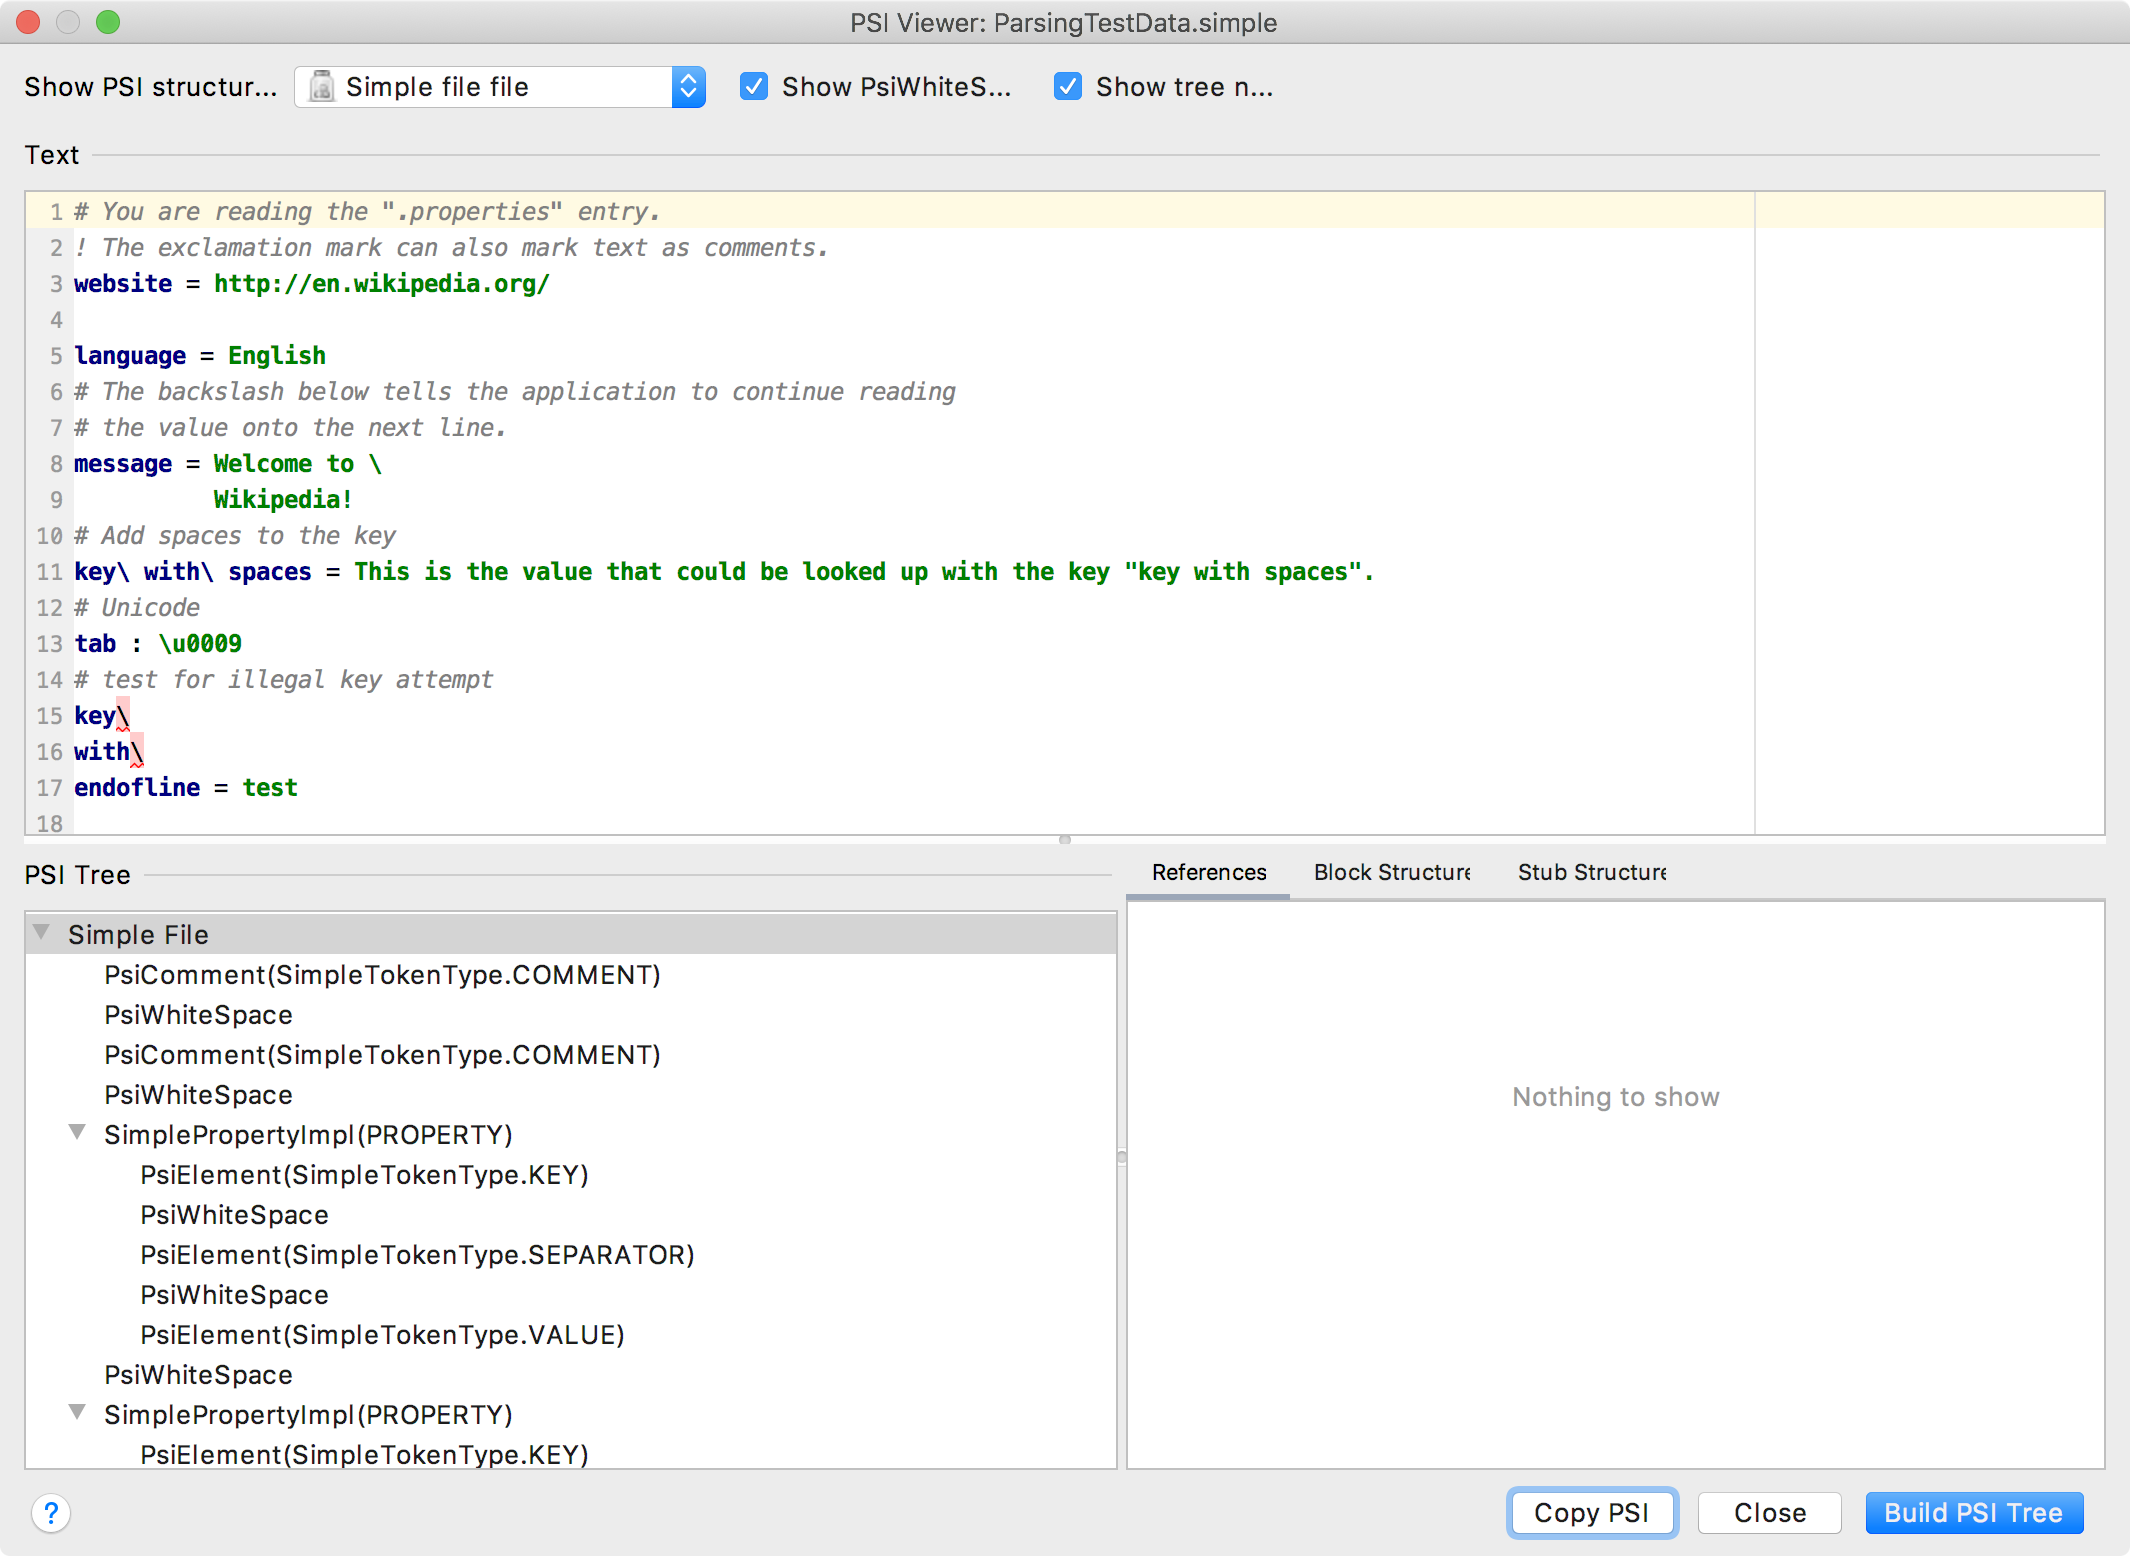 PSI Viewer: ParsingTestData.simple
Show PSI structur... Simple file file Show PsiWhiteS... Show tree n...
Text
1 # You are reading the ".properties" entry.
2 ! The exclamation mark can also mark text as comments.
3 website = http://en.wikipedia.org/
4
5 language = English
6 # The backslash below tells the application to continue reading
7 # the value onto the next line.
8 message = Welcome to \
9           Wikipedia!
10 # Add spaces to the key
11 key\ with\ spaces = This is the value that could be looked up with the key "key with spaces".
12 # Unicode
13 tab : \u0009
14 # test for illegal key attempt
15 key\
16 with\
17 endofline = test
18
PSI Tree
Simple File
PsiComment(SimpleTokenType.COMMENT)
PsiWhiteSpace
PsiComment(SimpleTokenType.COMMENT)
PsiWhiteSpace
SimplePropertyImpl(PROPERTY)
PsiElement(SimpleTokenType.KEY)
PsiWhiteSpace
PsiElement(SimpleTokenType.SEPARATOR)
PsiWhiteSpace
PsiElement(SimpleTokenType.VALUE)
PsiWhiteSpace
SimplePropertyImpl(PROPERTY)
PsiElement(SimpleTokenType.KEY)
References Block Structure Stub Structure
Nothing to show
? Copy PSI Close Build PSI Tree